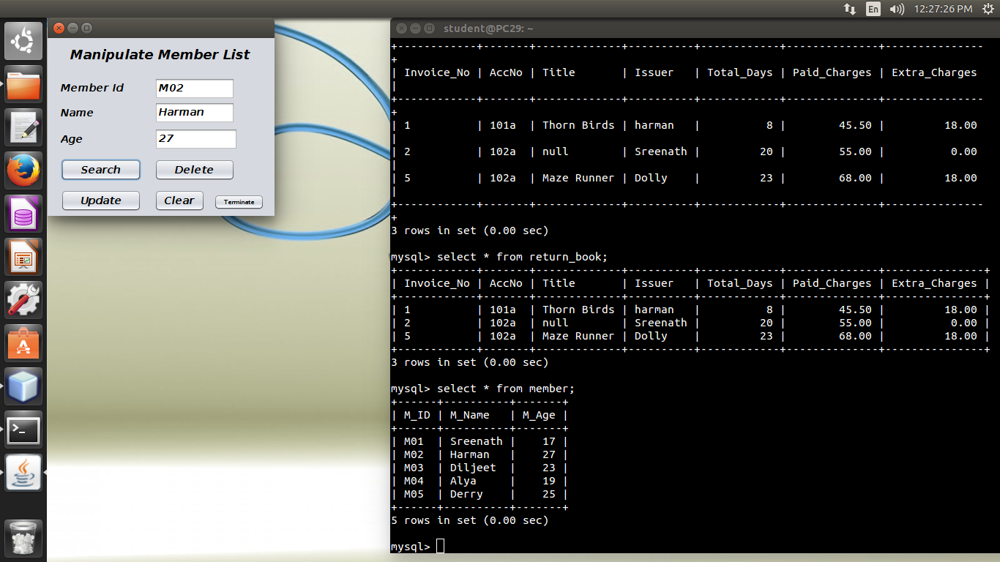 En 12:27:26 PM
Manipulate Member List
Member Id M02
Name Harman
Age 27
Search Delete
Update Clear Terminate
student@PC29: ~
+------------+-------+-------------+----------+------------+--------------+---------------
+
| Invoice_No | AccNo | Title       | Issuer   | Total_Days | Paid_Charges | Extra_Charges
|
+------------+-------+-------------+----------+------------+--------------+---------------
+
| 1          | 101a  | Thorn Birds | harman   |          8 |        45.50 |         18.00
|
| 2          | 102a  | null        | Sreenath |         20 |        55.00 |          0.00
|
| 5          | 102a  | Maze Runner | Dolly    |         23 |        68.00 |         18.00
|
+------------+-------+-------------+----------+------------+--------------+---------------
+
3 rows in set (0.00 sec)
mysql> select * from return_book;
+------------+-------+-------------+----------+------------+--------------+---------------+
| Invoice_No | AccNo | Title       | Issuer   | Total_Days | Paid_Charges | Extra_Charges |
+------------+-------+-------------+----------+------------+--------------+---------------+
| 1          | 101a  | Thorn Birds | harman   |          8 |        45.50 |         18.00 |
| 2          | 102a  | null        | Sreenath |         20 |        55.00 |          0.00 |
| 5          | 102a  | Maze Runner | Dolly    |         23 |        68.00 |         18.00 |
+------------+-------+-------------+----------+------------+--------------+---------------+
3 rows in set (0.00 sec)
mysql> select * from member;
+------+----------+-------+
| M_ID | M_Name   | M_Age |
+------+----------+-------+
| M01  | Sreenath |    17 |
| M02  | Harman   |    27 |
| M03  | Diljeet  |    23 |
| M04  | Alya     |    19 |
| M05  | Derry    |    25 |
+------+----------+-------+
5 rows in set (0.00 sec)
mysql>